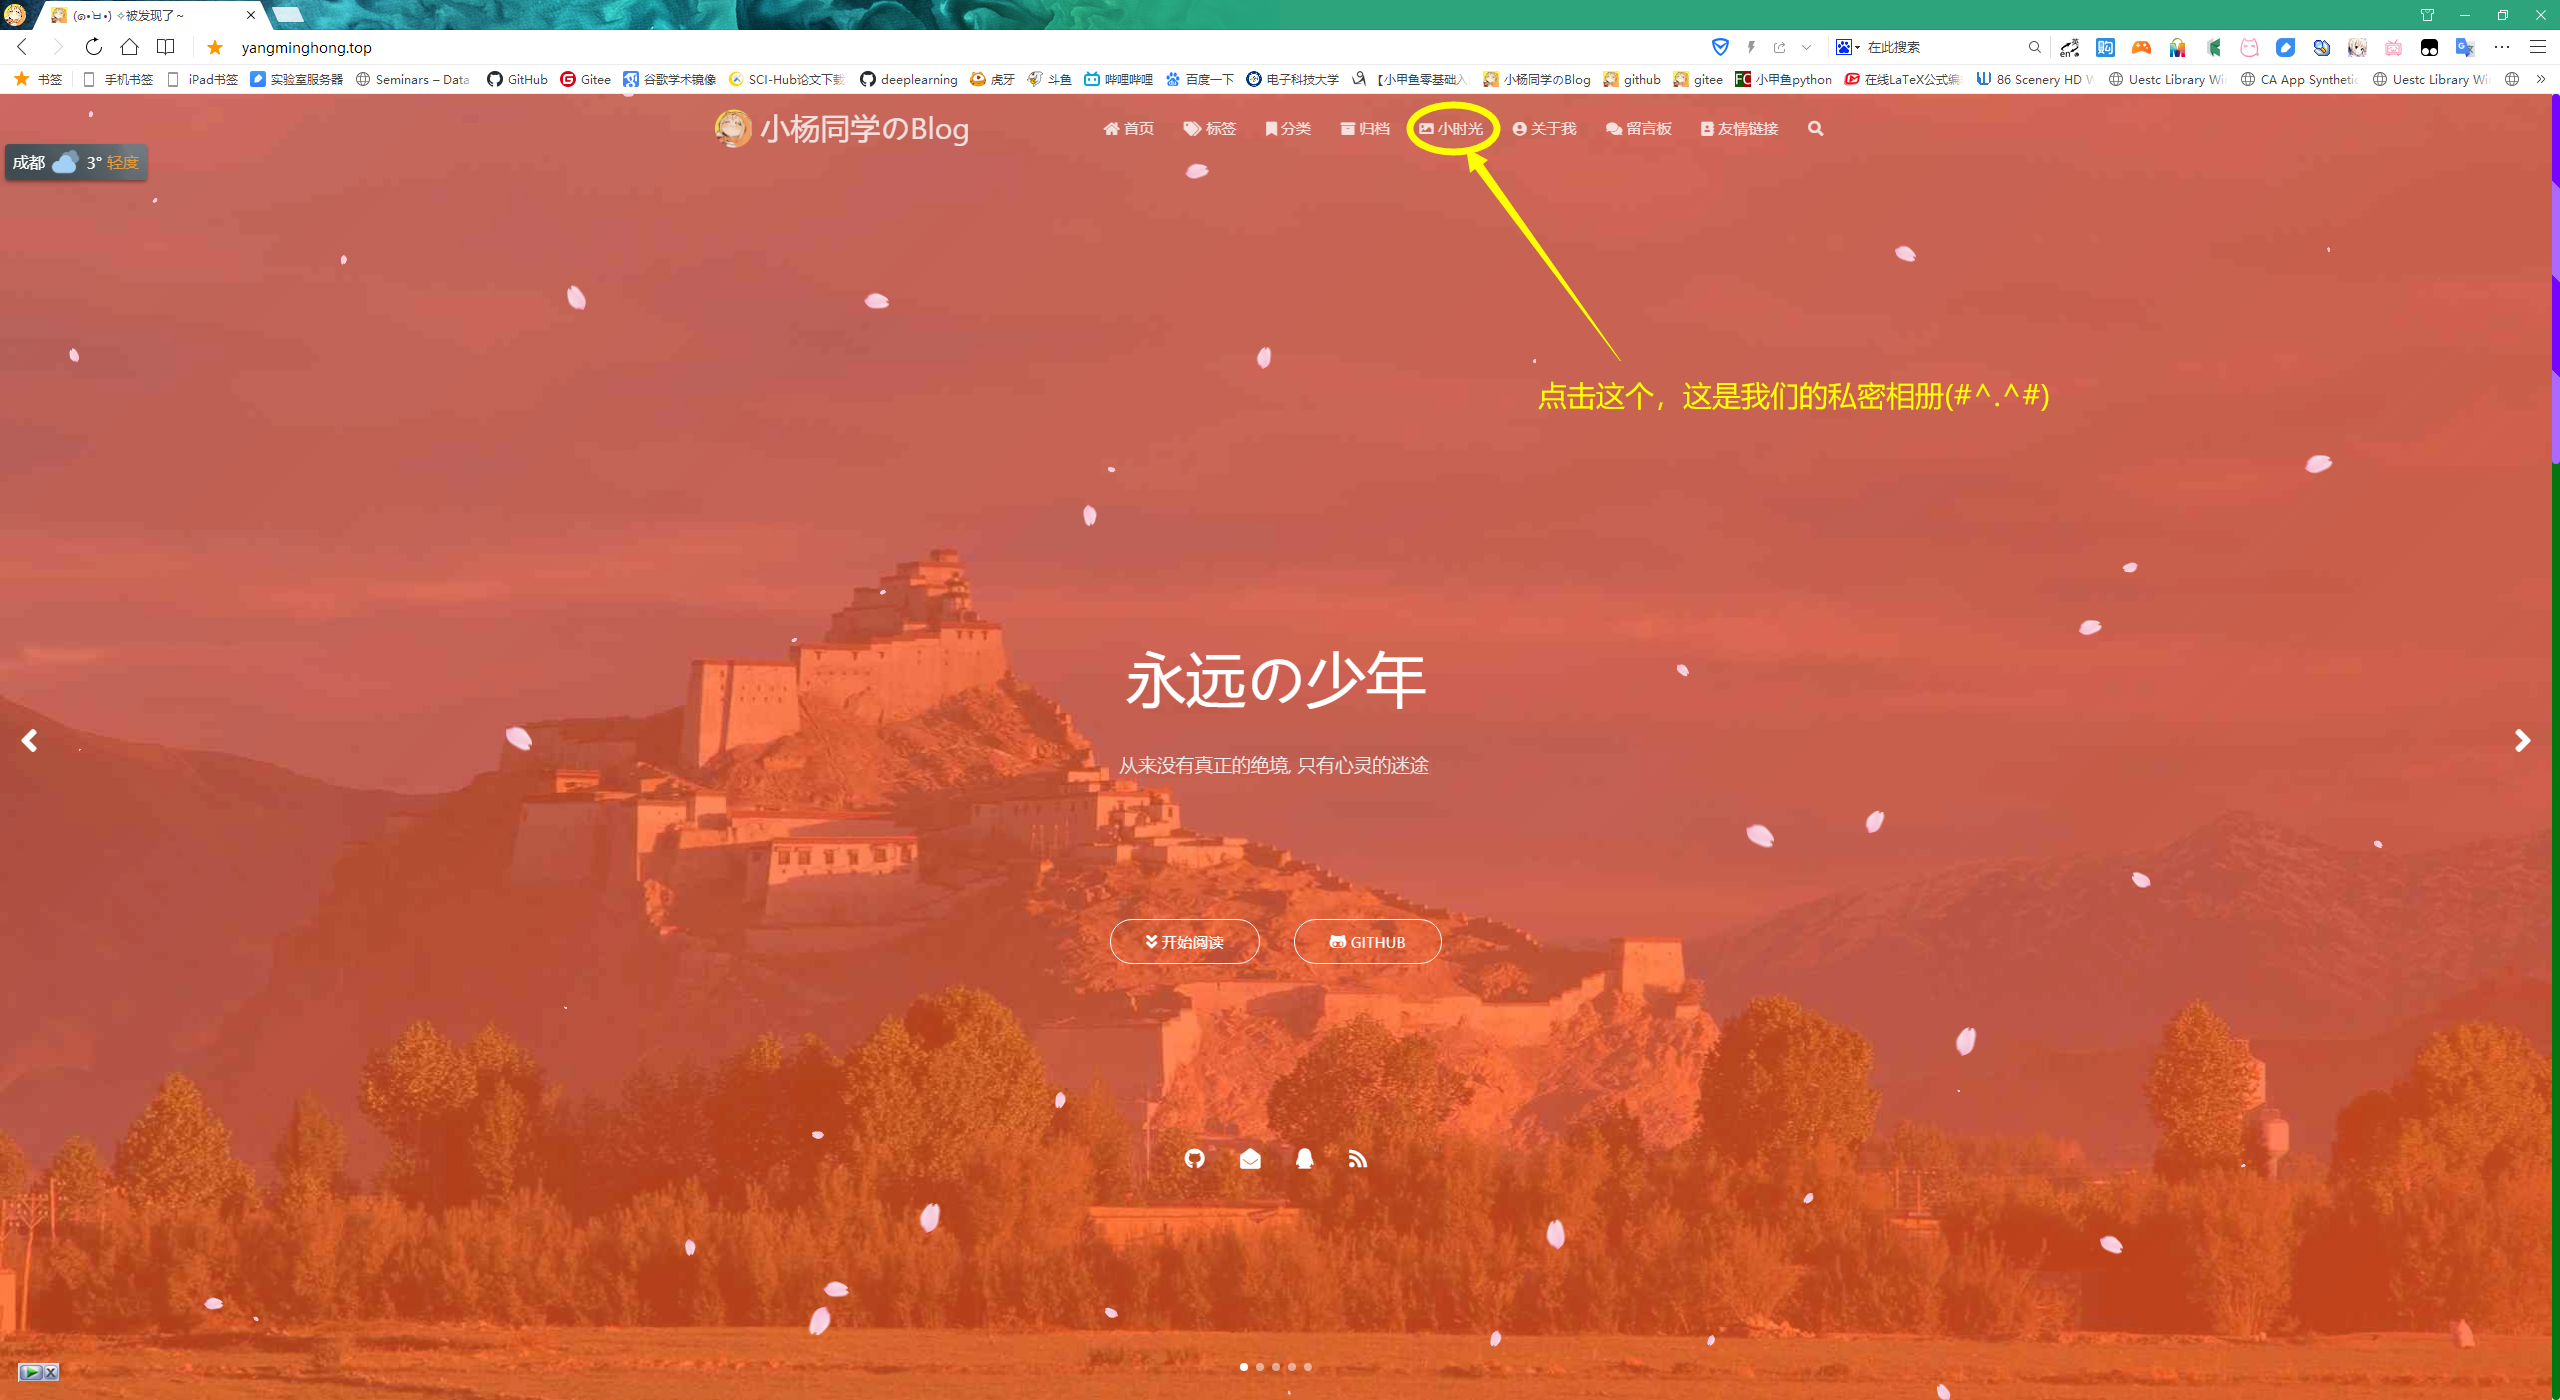 (๑•̀ㅂ•́) ✧被发现了~
yangminghong.top
在此搜索
书签 手机书签 iPad书签 实验室服务器 Seminars – Data GitHub Gitee 谷歌学术镜像 SCI-Hub论文下载 deeplearning 虎牙 斗鱼 哔哩哔哩 百度一下 电子科技大学 【小甲鱼零基础入 小杨同学のBlog github gitee 小甲鱼python 在线LaTeX公式编 86 Scenery HD Uestc Library Wi CA App Synthetic Uestc Library Wi
小杨同学のBlog 首页 标签 分类 归档 小时光 关于我 留言板 友情链接
成都 3° 轻度
点击这个，这是我们的私密相册(#^.^#)
永远の少年
从来没有真正的绝境, 只有心灵的迷途
开始阅读 GITHUB